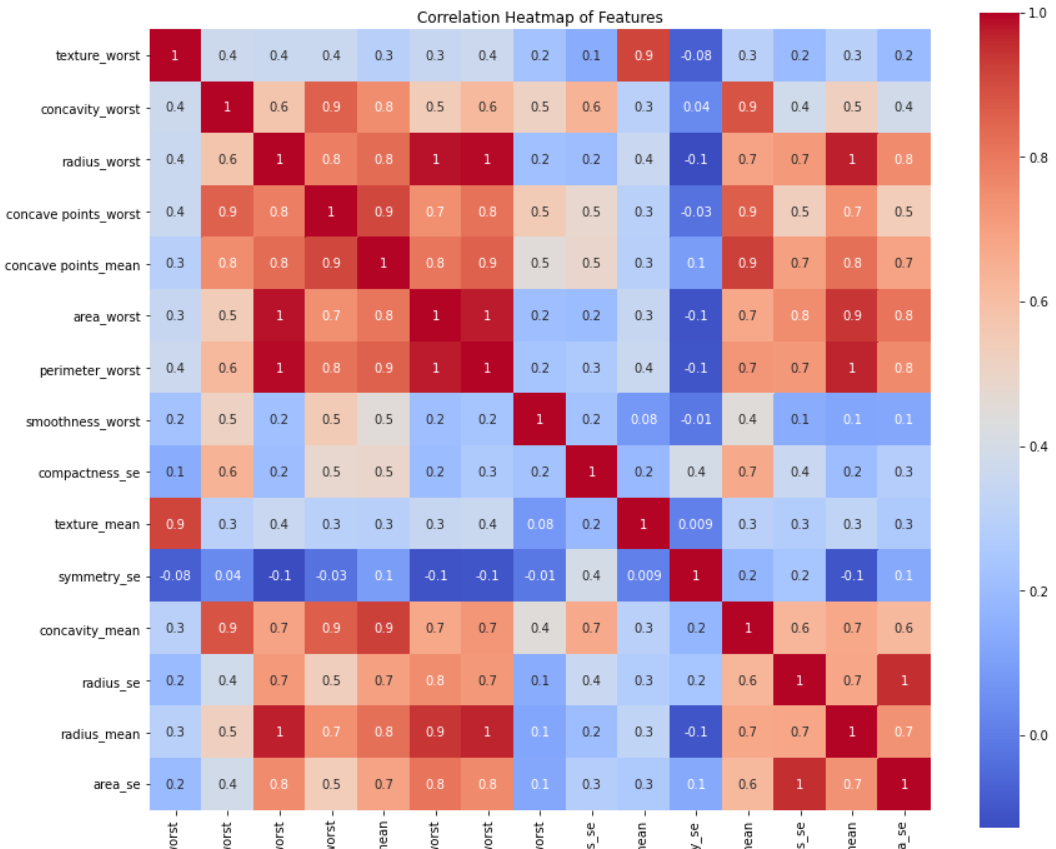 Correlation Heatmap of Features
1.0
texture_worst 1 0.4 0.4 0.4 0.3 0.3 0.4 0.2 0.1 0.9 -0.08 0.3 0.2 0.3 0.2
concavity_worst 0.4 1 0.6 0.9 0.8 0.5 0.6 0.5 0.6 0.3 0.04 0.9 0.4 0.5 0.4
0.8
radius_worst 0.4 0.6 1 0.8 0.8 1 1 0.2 0.2 0.4 -0.1 0.7 0.7 1 0.8
concave points_worst 0.4 0.9 0.8 1 0.9 0.7 0.8 0.5 0.5 0.3 -0.03 0.9 0.5 0.7 0.5
concave points_mean 0.3 0.8 0.8 0.9 1 0.8 0.9 0.5 0.5 0.3 0.1 0.9 0.7 0.8 0.7
0.6
area_worst 0.3 0.5 1 0.7 0.8 1 1 0.2 0.2 0.3 -0.1 0.7 0.8 0.9 0.8
perimeter_worst 0.4 0.6 1 0.8 0.9 1 1 0.2 0.3 0.4 -0.1 0.7 0.7 1 0.8
smoothness_worst 0.2 0.5 0.2 0.5 0.5 0.2 0.2 1 0.2 0.08 -0.01 0.4 0.1 0.1 0.1
0.4
compactness_se 0.1 0.6 0.2 0.5 0.5 0.2 0.3 0.2 1 0.2 0.4 0.7 0.4 0.2 0.3
texture_mean 0.9 0.3 0.4 0.3 0.3 0.3 0.4 0.08 0.2 1 0.009 0.3 0.3 0.3 0.3
symmetry_se -0.08 0.04 -0.1 -0.03 0.1 -0.1 -0.1 -0.01 0.4 0.009 1 0.2 0.2 -0.1 0.1
0.2
concavity_mean 0.3 0.9 0.7 0.9 0.9 0.7 0.7 0.4 0.7 0.3 0.2 1 0.6 0.7 0.6
radius_se 0.2 0.4 0.7 0.5 0.7 0.8 0.7 0.1 0.4 0.3 0.2 0.6 1 0.7 1
radius_mean 0.3 0.5 1 0.7 0.8 0.9 1 0.1 0.2 0.3 -0.1 0.7 0.7 1 0.7
0.0
area_se 0.2 0.4 0.8 0.5 0.7 0.8 0.8 0.1 0.3 0.3 0.1 0.6 1 0.7 1